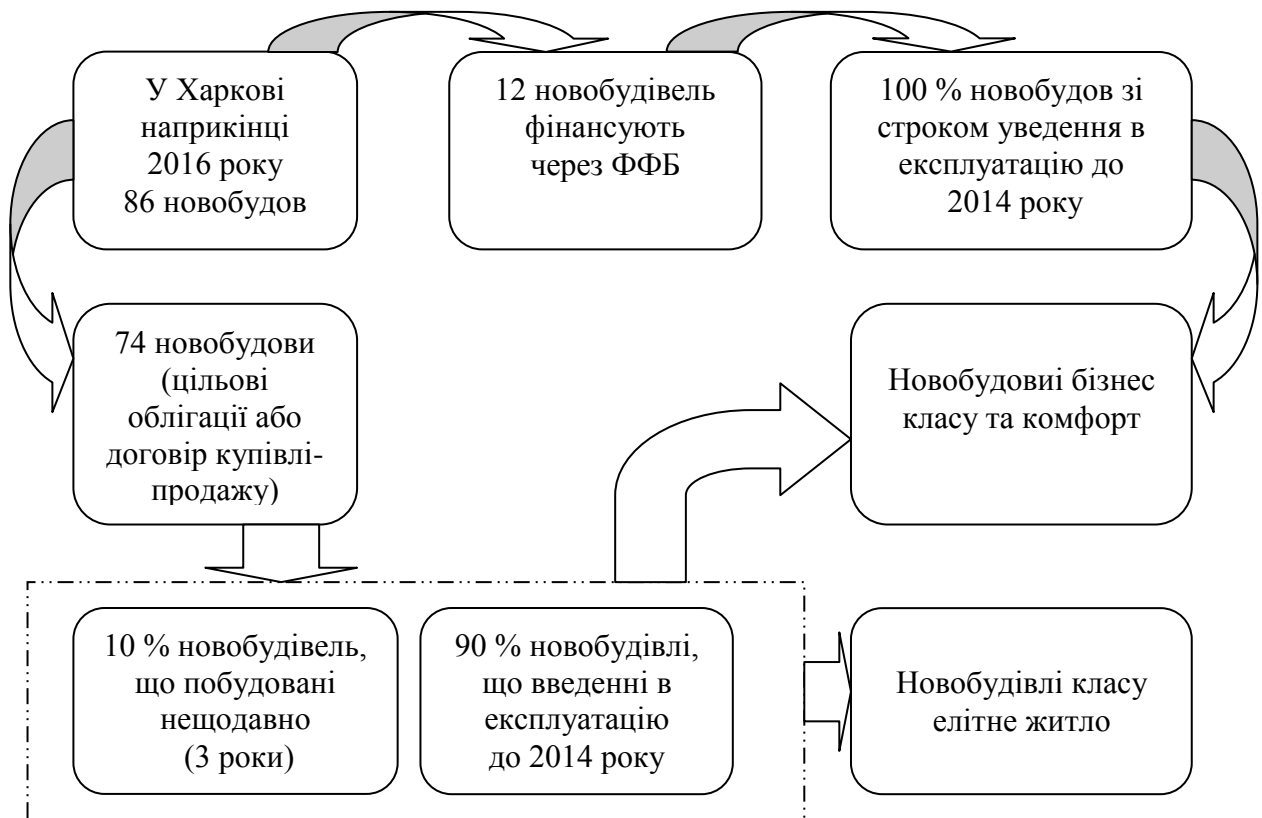 У Харкові
наприкінці
2016 року
86 новобудов
12 новобудівель
фінансують
через ФФБ
100 % новобудов зі
строком уведення в
експлуатацію до
2014 року
74 новобудови
(цільові
облігації або
договір купівлі-
продажу)
Новобудовиі бізнес
класу та комфорт
10 % новобудівель,
що побудовані
нещодавно
(3 роки)
90 % новобудівлі,
що введенні в
експлуатацію
до 2014 року
Новобудівлі класу
елітне житло